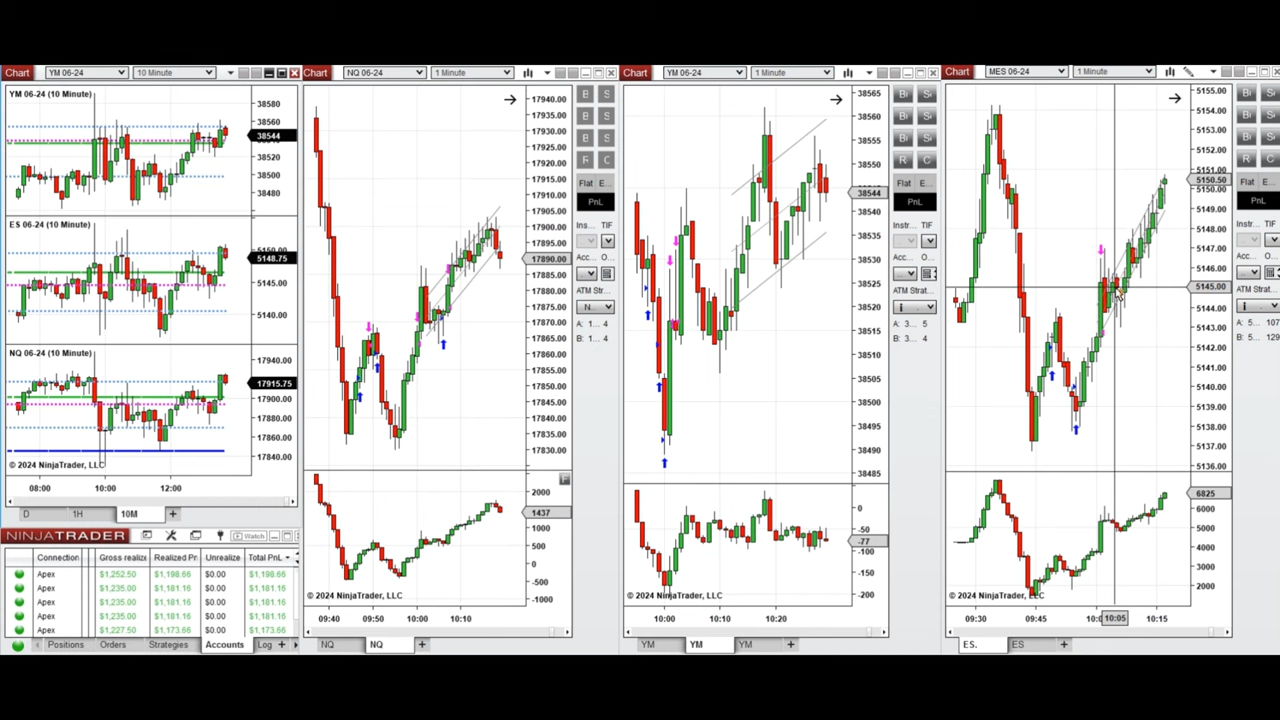 Chart YM 06-24 10 Minute
YM 06-24 (10 Minute)
38580
38560
38544
38520
38500
38480
ES 06-24 (10 Minute)
5148.75
5145.00
5140.00
NQ 06-24 (10 Minute)
17940.00
17915.75
17900.00
17880.00
17860.00
17840.00
© 2024 NinjaTrader, LLC
08:00 10:00 12:00
D 1H 10M +
NINJATRADER Watch
Connection Gross realize Realized Pr Unrealize Total PnL
Apex $1,252.50 $1,198.66 $0.00 $1,198.66
Apex $1,235.00 $1,181.16 $0.00 $1,181.16
Apex $1,235.00 $1,181.16 $0.00 $1,181.16
Apex $1,235.00 $1,181.16 $0.00 $1,181.16
Apex $1,227.50 $1,173.66 $0.00 $1,173.66
Positions Orders Strategies Accounts Log +
Chart NQ 06-24 1 Minute
17940.00
17930.00
17925.00
17920.00
17915.00
17910.00
17905.00
17900.00
17895.00
17890.00
17885.00
17880.00
17875.00
17870.00
17865.00
17860.00
17855.00
17850.00
17845.00
17840.00
17835.00
17830.00
F
2000
1437
1000
500
0
-500
-1000
© 2024 NinjaTrader, LLC
09:40 09:50 10:00 10:10
NQ NQ +
B S
B S
B S
R C
Flat E...
PnL
Ins... TIF
Acc... O...
ATM Strat
N...
A: 1... 4
B: 1... 4
Chart YM 06-24 1 Minute
38565
38560
38555
38550
38544
38540
38535
38530
38525
38520
38515
38510
38505
38500
38495
38490
38485
0
-50
-77
-100
-150
-200
© 2024 NinjaTrader, LLC
10:00 10:10 10:20
YM YM YM +
R C
Flat E...
PnL
Ins... TIF
Acc... O...
ATM Strat
A: 3... 5
B: 3... 4
Chart MES 06-24 1 Minute
5155.00
5154.00
5153.00
5152.00
5151.00
5150.50
5150.00
5149.00
5148.00
5147.00
5146.00
5145.00
5144.00
5143.00
5142.00
5141.00
5140.00
5139.00
5138.00
5137.00
5136.00
6825
6000
5000
4000
3000
2000
© 2024 NinjaTrader, LLC
09:30 09:45 10:05 10:15
ES. ES +
R C
Flat E...
PnL
Instr... TIF
Acc... O...
ATM Strat
A: 5... 107
B: 5... 129